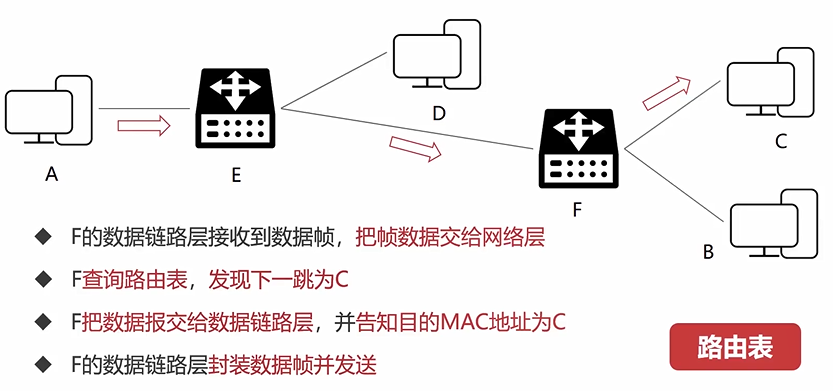 A
E
D
F
C
B
◆ F的数据链路层接收到数据帧，把帧数据交给网络层
◆ F查询路由表，发现下一跳为C
◆ F把数据报交给数据链路层，并告知目的MAC地址为C
◆ F的数据链路层封装数据帧并发送
路由表